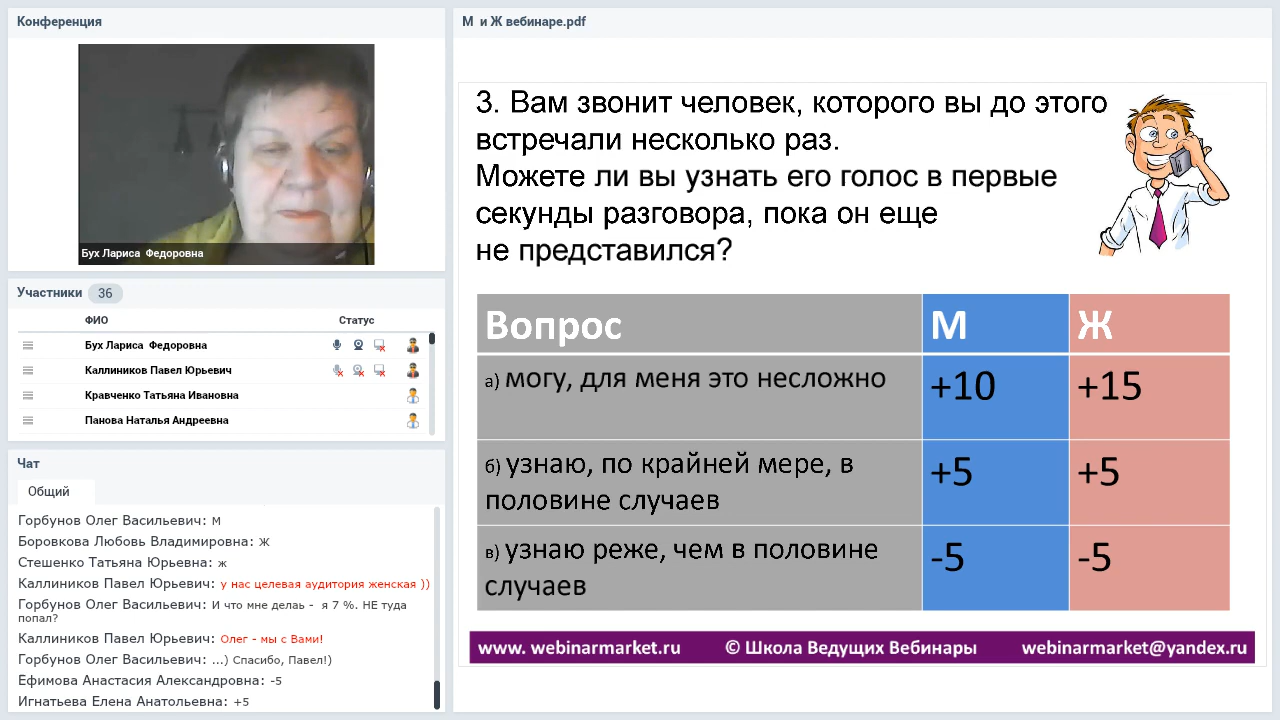 Конференция
Бух Лариса Федоровна
Участники 36
ФИО Статус
Бух Лариса Федоровна
Каллиников Павел Юрьевич
Кравченко Татьяна Ивановна
Панова Наталья Андреевна
Чат
Общий
Горбунов Олег Васильевич: М
Боровкова Любовь Владимировна: Ж
Стешенко Татьяна Юрьевна: ж
Каллиников Павел Юрьевич: у нас целевая аудитория женская ))
Горбунов Олег Васильевич: И что мне делаь - я 7 %. НЕ туда
попал?
Каллиников Павел Юрьевич: Олег - мы с Вами!
Горбунов Олег Васильевич: ...) Спасибо, Павел!)
Ефимова Анастасия Александровна: -5
Игнатьева Елена Анатольевна: +5
М и Ж вебинаре.pdf
3. Вам звонит человек, которого вы до этого
встречали несколько раз.
Можете ли вы узнать его голос в первые
секунды разговора, пока он еще
не представился?
Вопрос М Ж
а) могу, для меня это несложно +10 +15
б) узнаю, по крайней мере, в +5 +5
половине случаев
в) узнаю реже, чем в половине -5 -5
случаев
www. webinarmarket.ru © Школа Ведущих Вебинары webinarmarket@yandex.ru